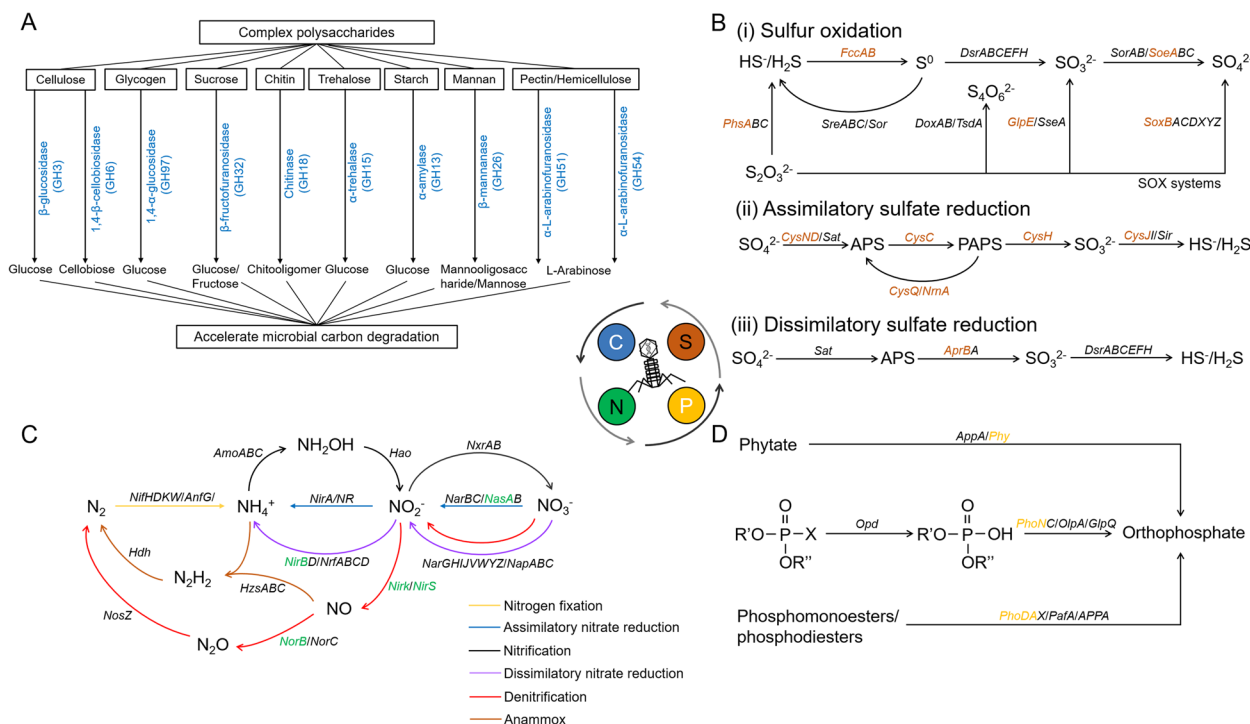 A
Complex polysaccharides
Cellulose
Glycogen
Sucrose
Chitin
Trehalose
Starch
Mannan
Pectin/Hemicellulose
β-glucosidase
(GH3)
1,4-β-cellobiosidase
(GH6)
1,4-α-glucosidase
(GH97)
β-fructofuranosidase
(GH32)
Chitinase
(GH18)
α-trehalase
(GH15)
α-amylase
(GH13)
β-mannanase
(GH26)
α-L-arabinofuranosidase
(GH51)
α-L-arabinofuranosidase
(GH54)
Glucose
Cellobiose
Glucose
Glucose/
Fructose
Chitooligomer
Glucose
Glucose
Mannooligosacc
haride/Mannose
L-Arabinose
Accelerate microbial carbon degradation
B
(i) Sulfur oxidation
HS⁻/H₂S
FccAB
S⁰
DsrABCEFH
SO₃²⁻
SorAB/SoeABC
SO₄²⁻
S₄O₆²⁻
PhsABC
SreABC/Sor
DoxAB/TsdA
GlpE/SseA
SoxBACDXYZ
S₂O₃²⁻
SOX systems
(ii) Assimilatory sulfate reduction
SO₄²⁻
CysND/Sat
APS
CysC
PAPS
CysH
SO₃²⁻
CysJI/Sir
HS⁻/H₂S
CysQ/NrnA
(iii) Dissimilatory sulfate reduction
SO₄²⁻
Sat
APS
AprBA
SO₃²⁻
DsrABCEFH
HS⁻/H₂S
C
S
N
P
C
NH₂OH
AmoABC
Hao
NxrAB
N₂
NifHDKW/AnfG/
NH₄⁺
NirA/NR
NO₂⁻
NarBC/NasAB
NO₃⁻
Hdh
NirBD/NrfABCD
NarGHIJVWYZ/NapABC
N₂H₂
HzsABC
Nirk/NirS
NosZ
NO
N₂O
NorB/NorC
Nitrogen fixation
Assimilatory nitrate reduction
Nitrification
Dissimilatory nitrate reduction
Denitrification
Anammox
D
Phytate
AppA/Phy
O
R'O-P-X
OR''
Opd
O
R'O-P-OH
OR''
PhoNC/OlpA/GlpQ
Orthophosphate
Phosphomonoesters/
phosphodiesters
PhoDAX/PafA/APPA